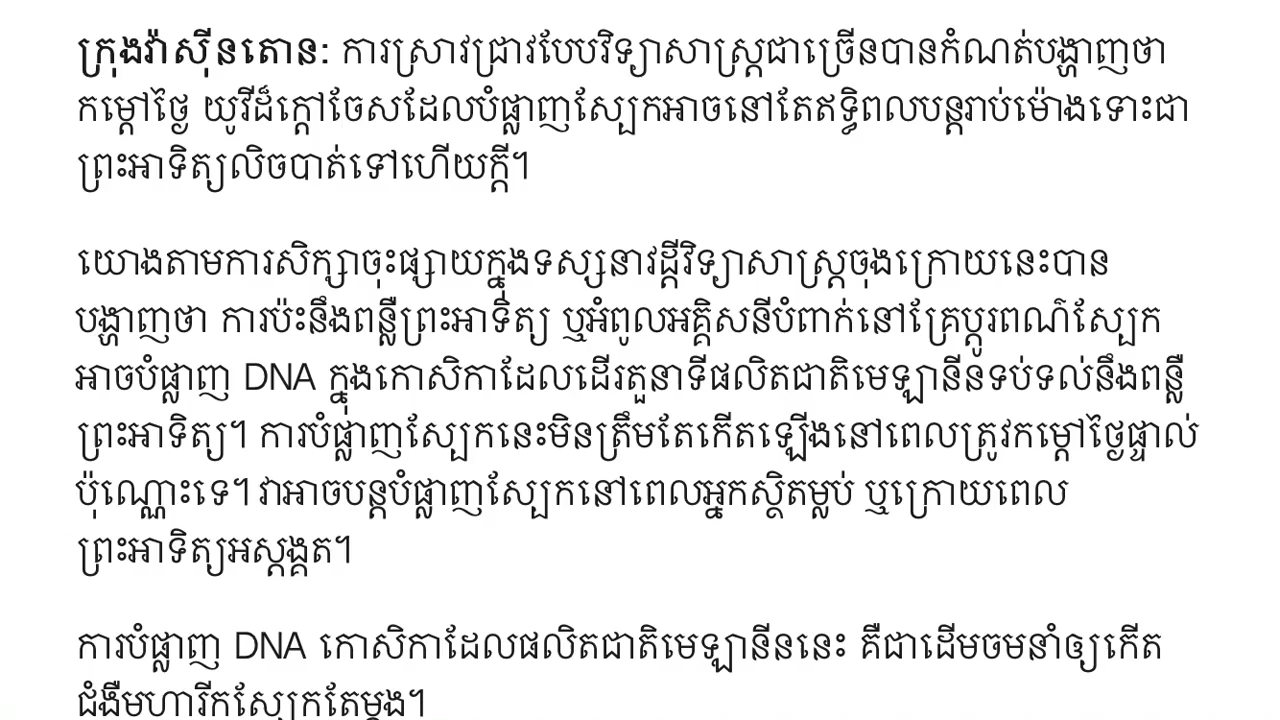 ក្រុងវ៉ាស៊ីនតោន: ការស្រាវជ្រាវបែបវិទ្យាសាស្ត្រជាច្រើនបានកំណត់បង្ហាញថា
កម្ដៅថ្ងៃ យូវីដ៏ក្ដៅចែសដែលបំផ្លាញស្បែកអាចនៅតែឥទ្ធិពលបន្តរាប់ម៉ោងទោះជា
ព្រះអាទិត្យលិចបាត់ទៅហើយក្ដី។
យោងតាមការសិក្សាចុះផ្សាយក្នុងទស្សនាវដ្ដីវិទ្យាសាស្ត្រចុងក្រោយនេះបាន
បង្ហាញថា ការប៉ះនឹងពន្លឺព្រះអាទិត្យ ឬអំពូលអគ្គិសនីបំពាក់នៅគ្រែប្ដូរពណ៌ស្បែក
អាចបំផ្លាញ DNA ក្នុងកោសិកាដែលដើរតួនាទីផលិតជាតិមេឡានីនទប់ទល់នឹងពន្លឺ
ព្រះអាទិត្យ។ ការបំផ្លាញស្បែកនេះមិនត្រឹមតែកើតឡើងនៅពេលត្រូវកម្ដៅថ្ងៃផ្ទាល់
ប៉ុណ្ណោះទេ។ វាអាចបន្តបំផ្លាញស្បែកនៅពេលអ្នកស្ថិតម្លប់ ឬក្រោយពេល
ព្រះអាទិត្យអស្ដង្គត។
ការបំផ្លាញ DNA កោសិកាដែលផលិតជាតិមេឡានីននេះ គឺជាដើមចមនាំឲ្យកើត
ជំងឺមហារីកស្បែកតែម្ដង។